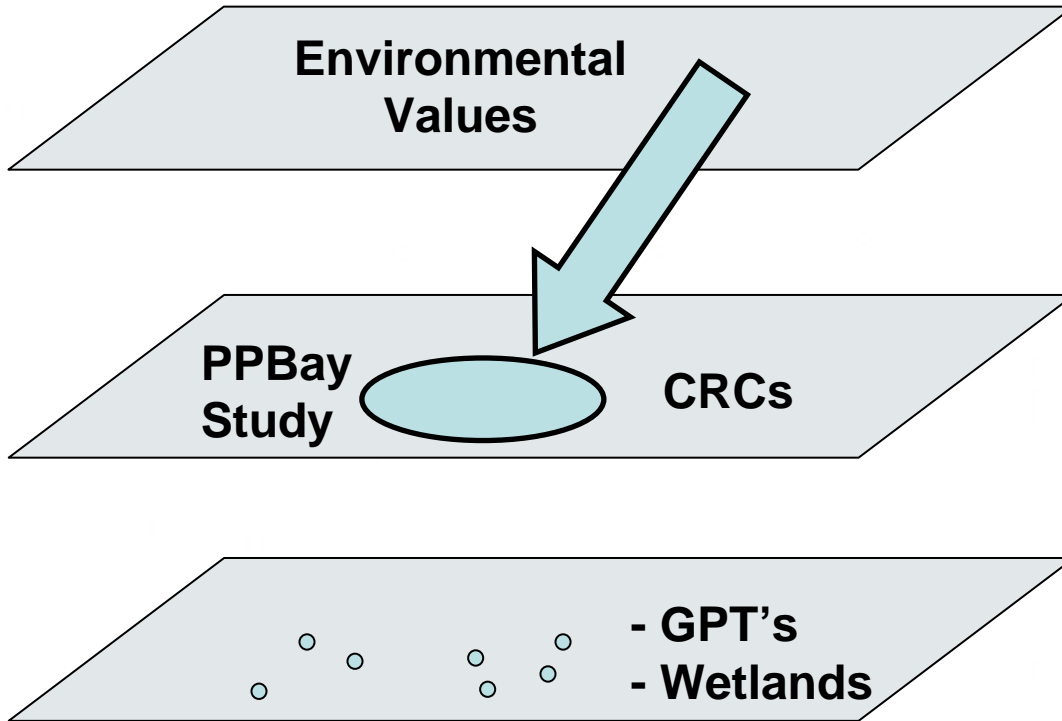 Environmental
Values
PPBay
Study
CRCs
- GPT’s
- Wetlands